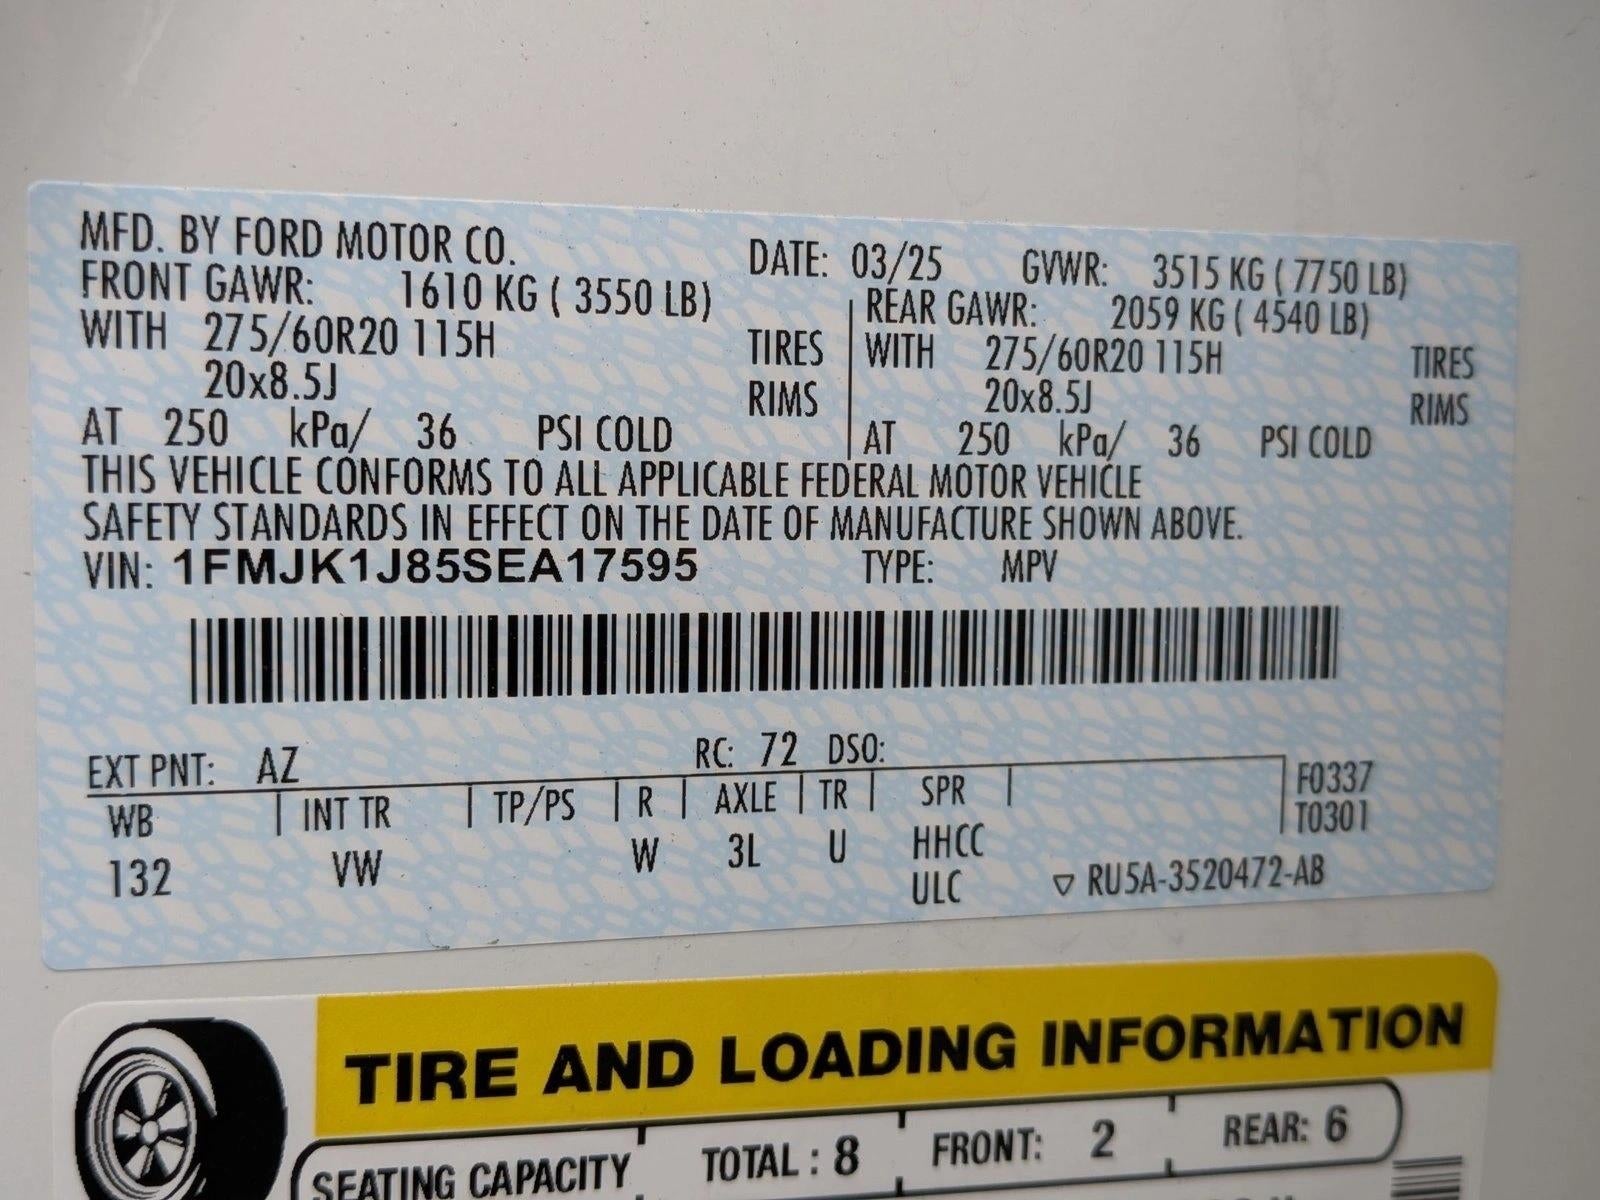 MFD. BY FORD MOTOR CO. DATE: 03/25 GVWR: 3515 KG ( 7750 LB)
FRONT GAWR: 1610 KG ( 3550 LB) REAR GAWR: 2059 KG ( 4540 LB)
WITH 275/60R20 115H TIRES WITH 275/60R20 115H TIRES
20x8.5J RIMS 20x8.5J RIMS
AT 250 kPa/ 36 PSI COLD AT 250 kPa/ 36 PSI COLD
THIS VEHICLE CONFORMS TO ALL APPLICABLE FEDERAL MOTOR VEHICLE
SAFETY STANDARDS IN EFFECT ON THE DATE OF MANUFACTURE SHOWN ABOVE.
VIN: 1FMJK1J85SEA17595 TYPE: MPV
EXT PNT: AZ RC: 72 DSO:
WB INT TR TP/PS R AXLE TR SPR F0337
T0301
132 VW W 3L U HHCC
ULC ▽ RU5A-3520472-AB
TIRE AND LOADING INFORMATION
SEATING CAPACITY TOTAL : 8 FRONT: 2 REAR: 6